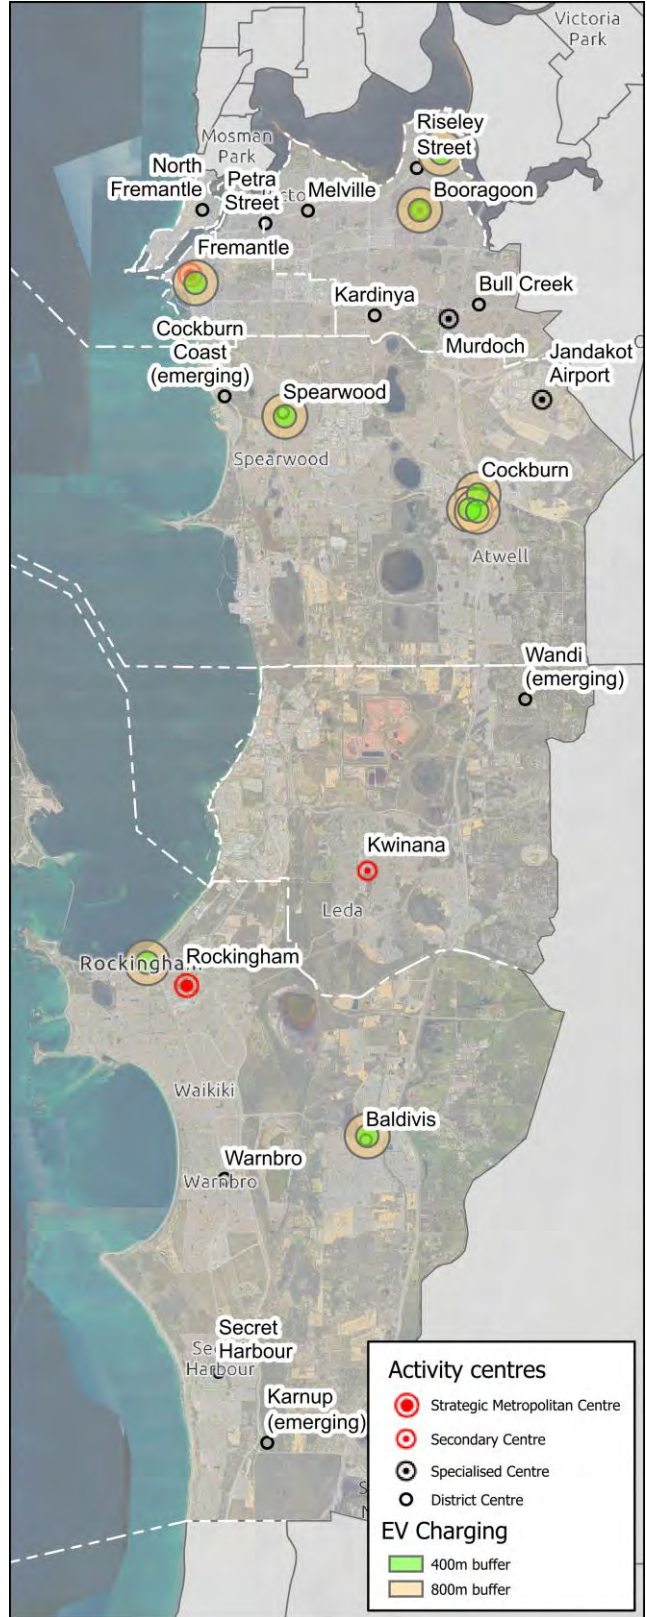 Victoria
Park
Mosman
Park
Riseley
Street
North
Fremantle
Petra
Street
Melville
Booragoon
Fremantle
Kardinya
Bull Creek
Murdoch
Cockburn
Coast
(emerging)
Jandakot
Airport
Spearwood
Spearwood
Cockburn
Atwell
Wandi
(emerging)
Kwinana
Leda
Rockingham
Rockingham
Waikiki
Baldivis
Warnbro
Warnbro
Secret
Harbour
Harbour
Karnup
(emerging)
Activity centres
Strategic Metropolitan Centre
Secondary Centre
Specialised Centre
District Centre
EV Charging
400m buffer
800m buffer